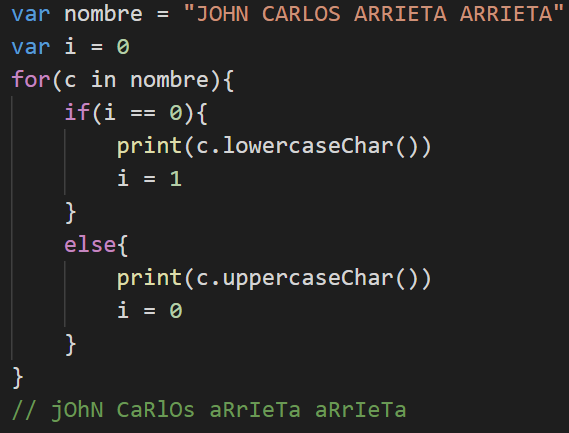 var nombre = "JOHN CARLOS ARRIETA ARRIETA"
var i = 0
for(c in nombre){
    if(i == 0){
        print(c.lowercaseChar())
        i = 1
    }
    else{
        print(c.uppercaseChar())
        i = 0
    }
}
// jOhN CaRlOs aRrIeTa aRrIeTa